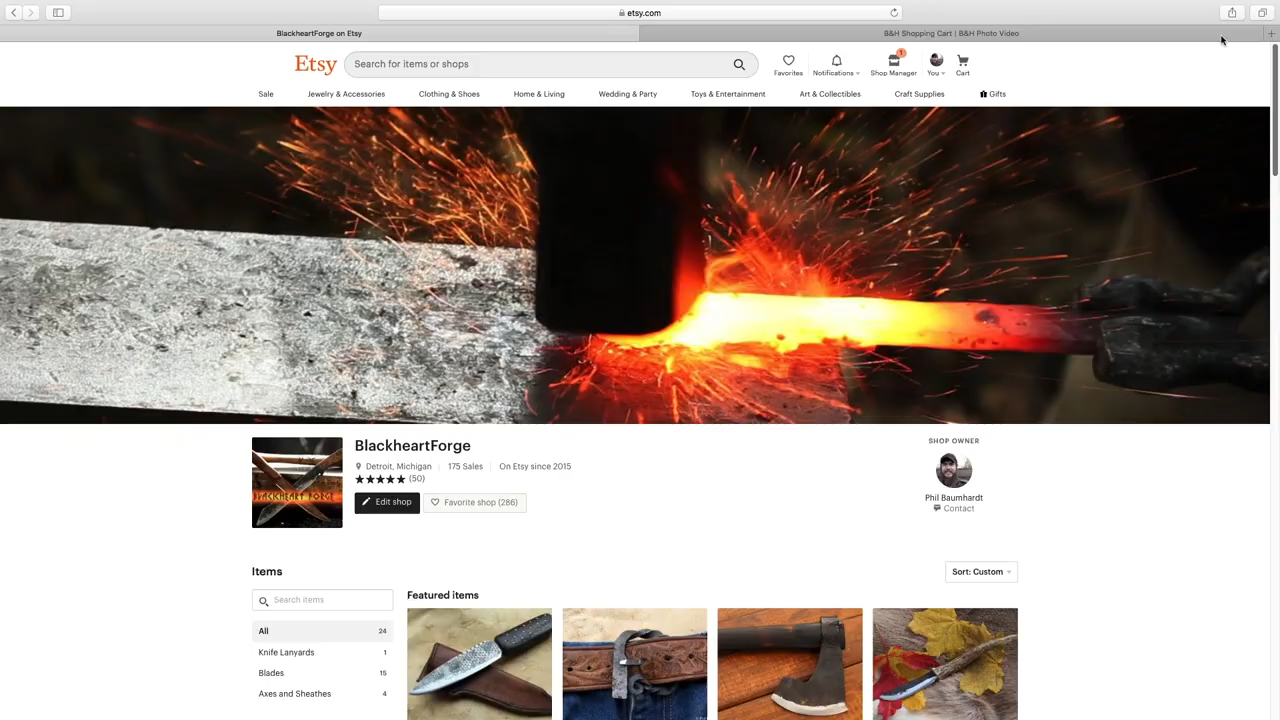 etsy.com
BlackheartForge on Etsy
B&H Shopping Cart | B&H Photo Video
Etsy
Search for items or shops
Favorites
Notifications
1
Shop Manager
You
Cart
Sale
Jewelry & Accessories
Clothing & Shoes
Home & Living
Wedding & Party
Toys & Entertainment
Art & Collectibles
Craft Supplies
Gifts
BLACKHEART FORGE
BlackheartForge
Detroit, Michigan
175 Sales
On Etsy since 2015
(50)
Edit shop
Favorite shop (286)
SHOP OWNER
Phil Baumhardt
Contact
Items
Sort: Custom
Search items
Featured items
All 24
Knife Lanyards 1
Blades 15
Axes and Sheathes 4